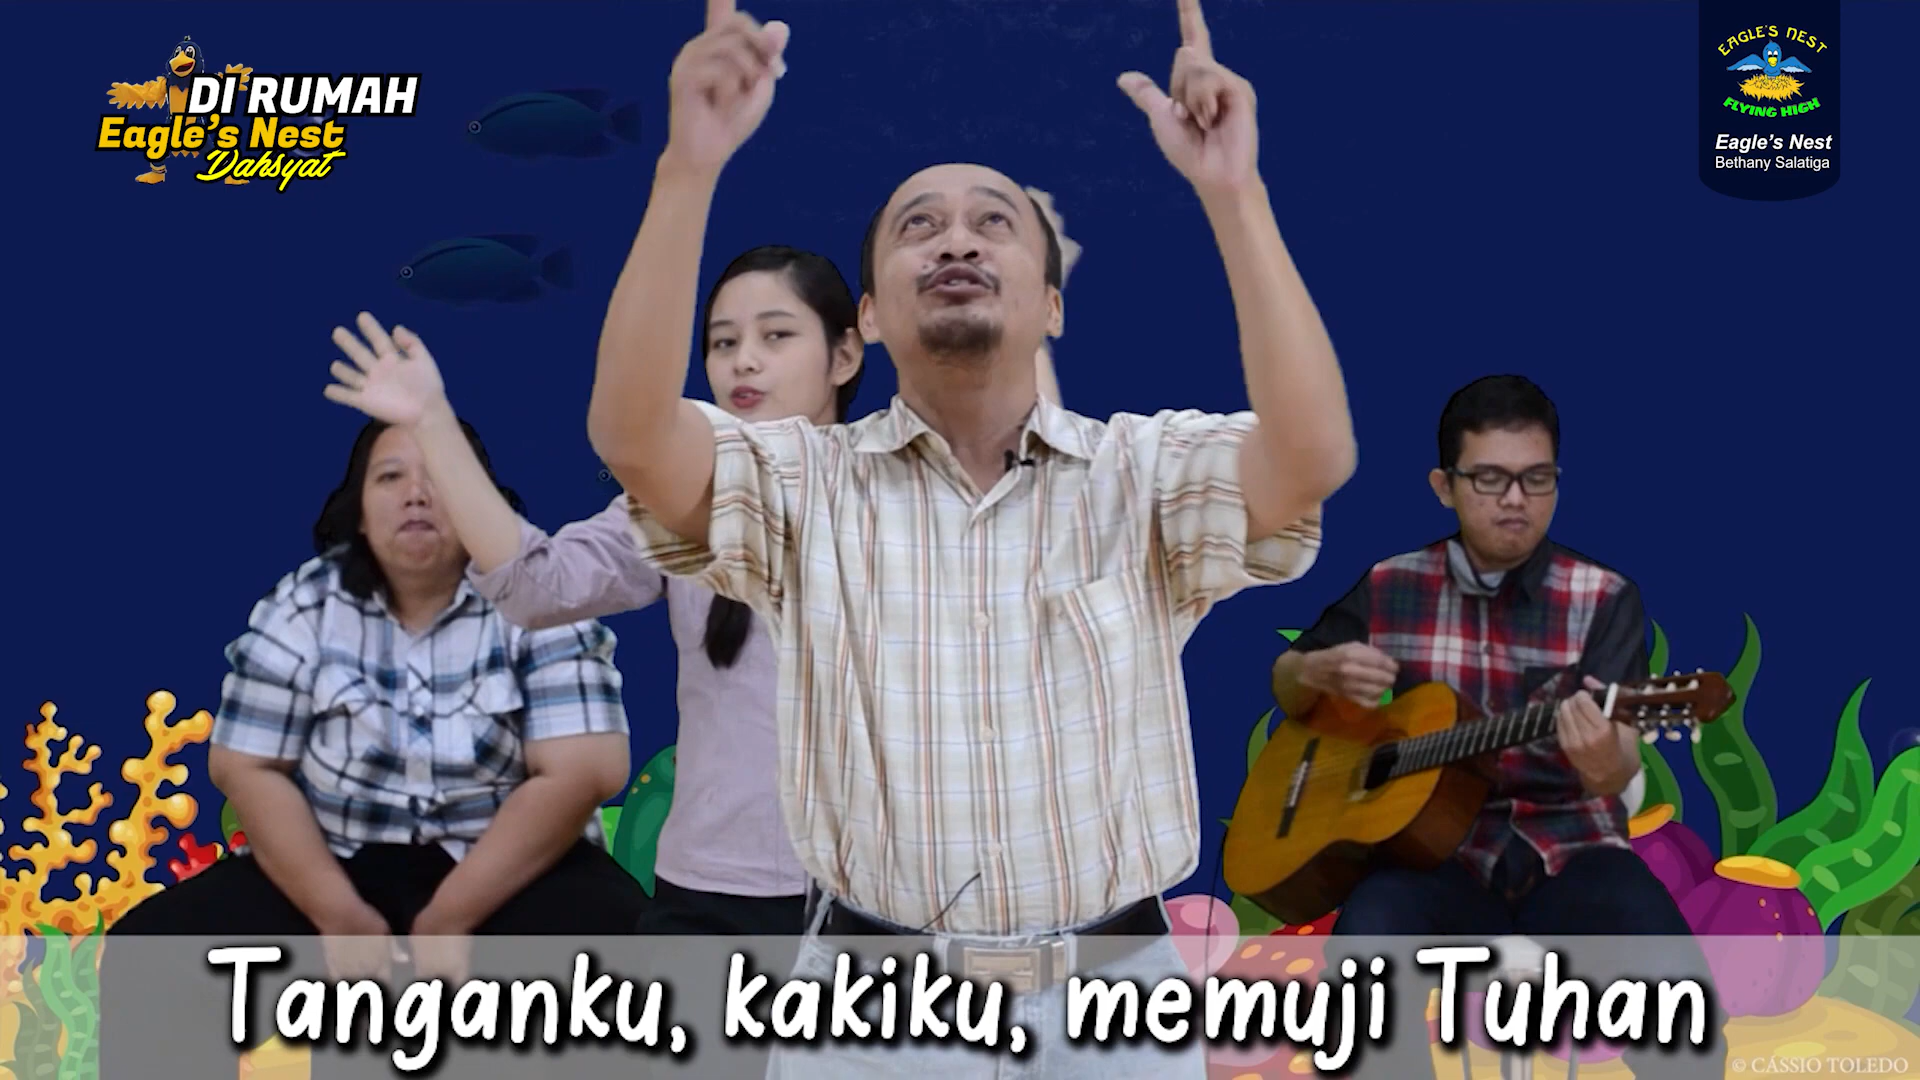 DI RUMAH
Eagle's Nest
Dahsyat
EAGLE'S NEST
FLYING HIGH
Eagle's Nest
Bethany Salatiga
Tanganku, kakiku, memuji Tuhan
© CÁSSIO TOLEDO